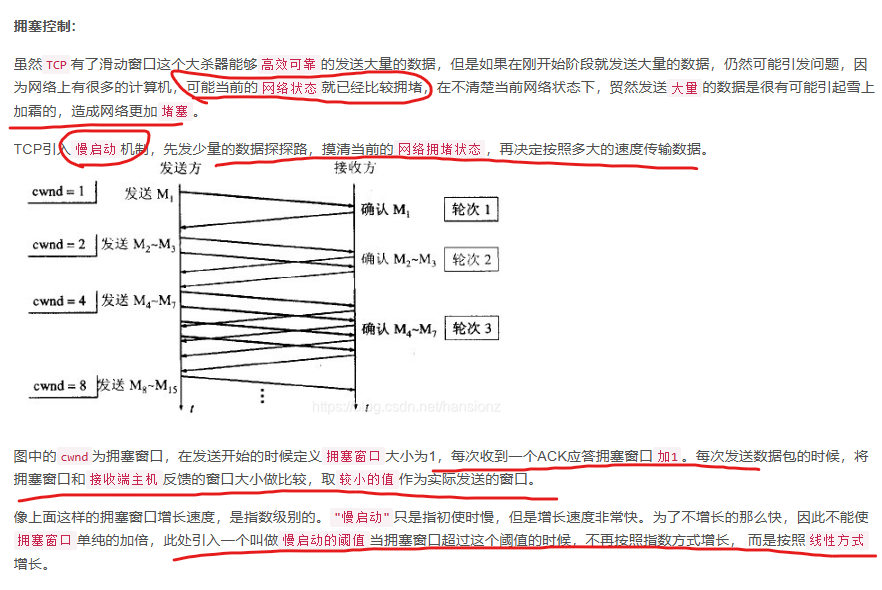 拥塞控制：
虽然 TCP 有了滑动窗口这个大杀器能够 高效可靠 的发送大量的数据，但是如果在刚开始阶段就发送大量的数据，仍然可能引发问题，因
为网络上有很多的计算机，可能当前的 网络状态 就已经比较拥堵，在不清楚当前网络状态下，贸然发送 大量 的数据是很有可能引起雪上
加霜的，造成网络更加 堵塞 。
TCP引入 慢启动 机制，先发少量的数据探探路，摸清当前的 网络拥堵状态 ，再决定按照多大的速度传输数据。
发送方 接收方
cwnd = 1 发送 M1
确认 M1 轮次 1
cwnd = 2 发送 M2~M3
确认 M2~M3 轮次 2
cwnd = 4 发送 M4~M7
确认 M4~M7 轮次 3
cwnd = 8 发送 M8~M15
t t
https://blog.csdn.net/hansionz
图中的 cwnd 为拥塞窗口，在发送开始的时候定义 拥塞窗口 大小为1，每次收到一个ACK应答拥塞窗口 加1 。每次发送数据包的时候，将
拥塞窗口和 接收端主机 反馈的窗口大小做比较，取 较小的值 作为实际发送的窗口。
像上面这样的拥塞窗口增长速度，是指数级别的。"慢启动" 只是指初使时慢，但是增长速度非常快。为了不增长的那么快，因此不能使
拥塞窗口 单纯的加倍，此处引入一个叫做 慢启动的阈值 当拥塞窗口超过这个阈值的时候，不再按照指数方式增长， 而是按照 线性方式
增长。